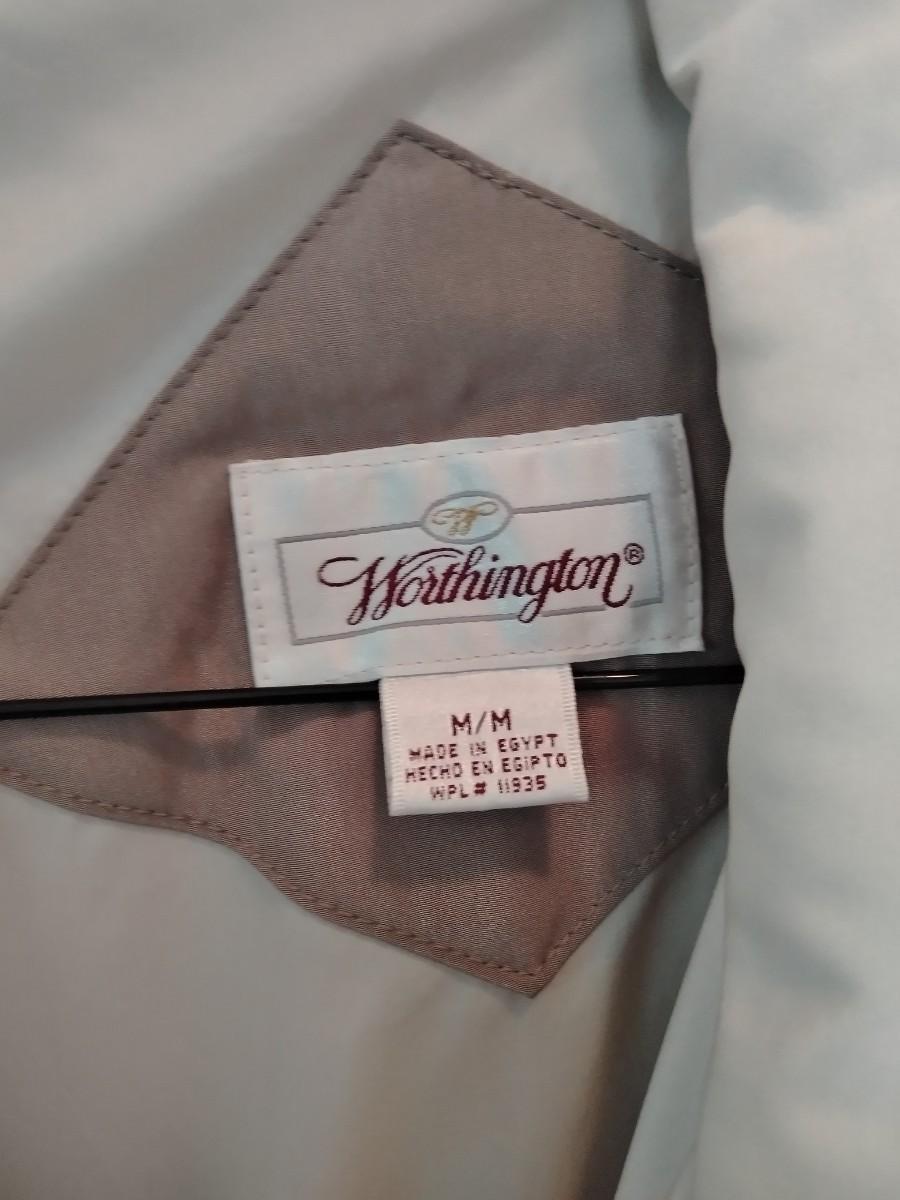 Worthington®
M/M
MADE IN EGYPT
HECHO EN EGIPTO
WPL# 11935